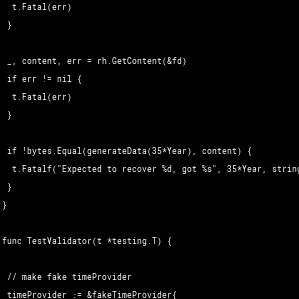 t.Fatal(err)
}
_, content, err = rh.GetContent(&fd)
if err != nil {
t.Fatal(err)
}
if !bytes.Equal(generateData(35*Year), content) {
t.Fatalf("Expected to recover %d, got %s", 35*Year, string
}
}
func TestValidator(t *testing.T) {
// make fake timeProvider
timeProvider := &fakeTimeProvider{